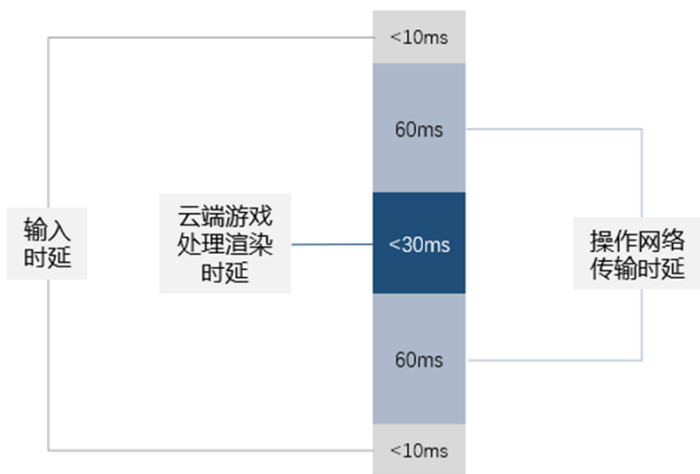 <10ms
60ms
输入
时延
云端游戏
处理渲染
时延
<30ms
操作网络
传输时延
60ms
<10ms